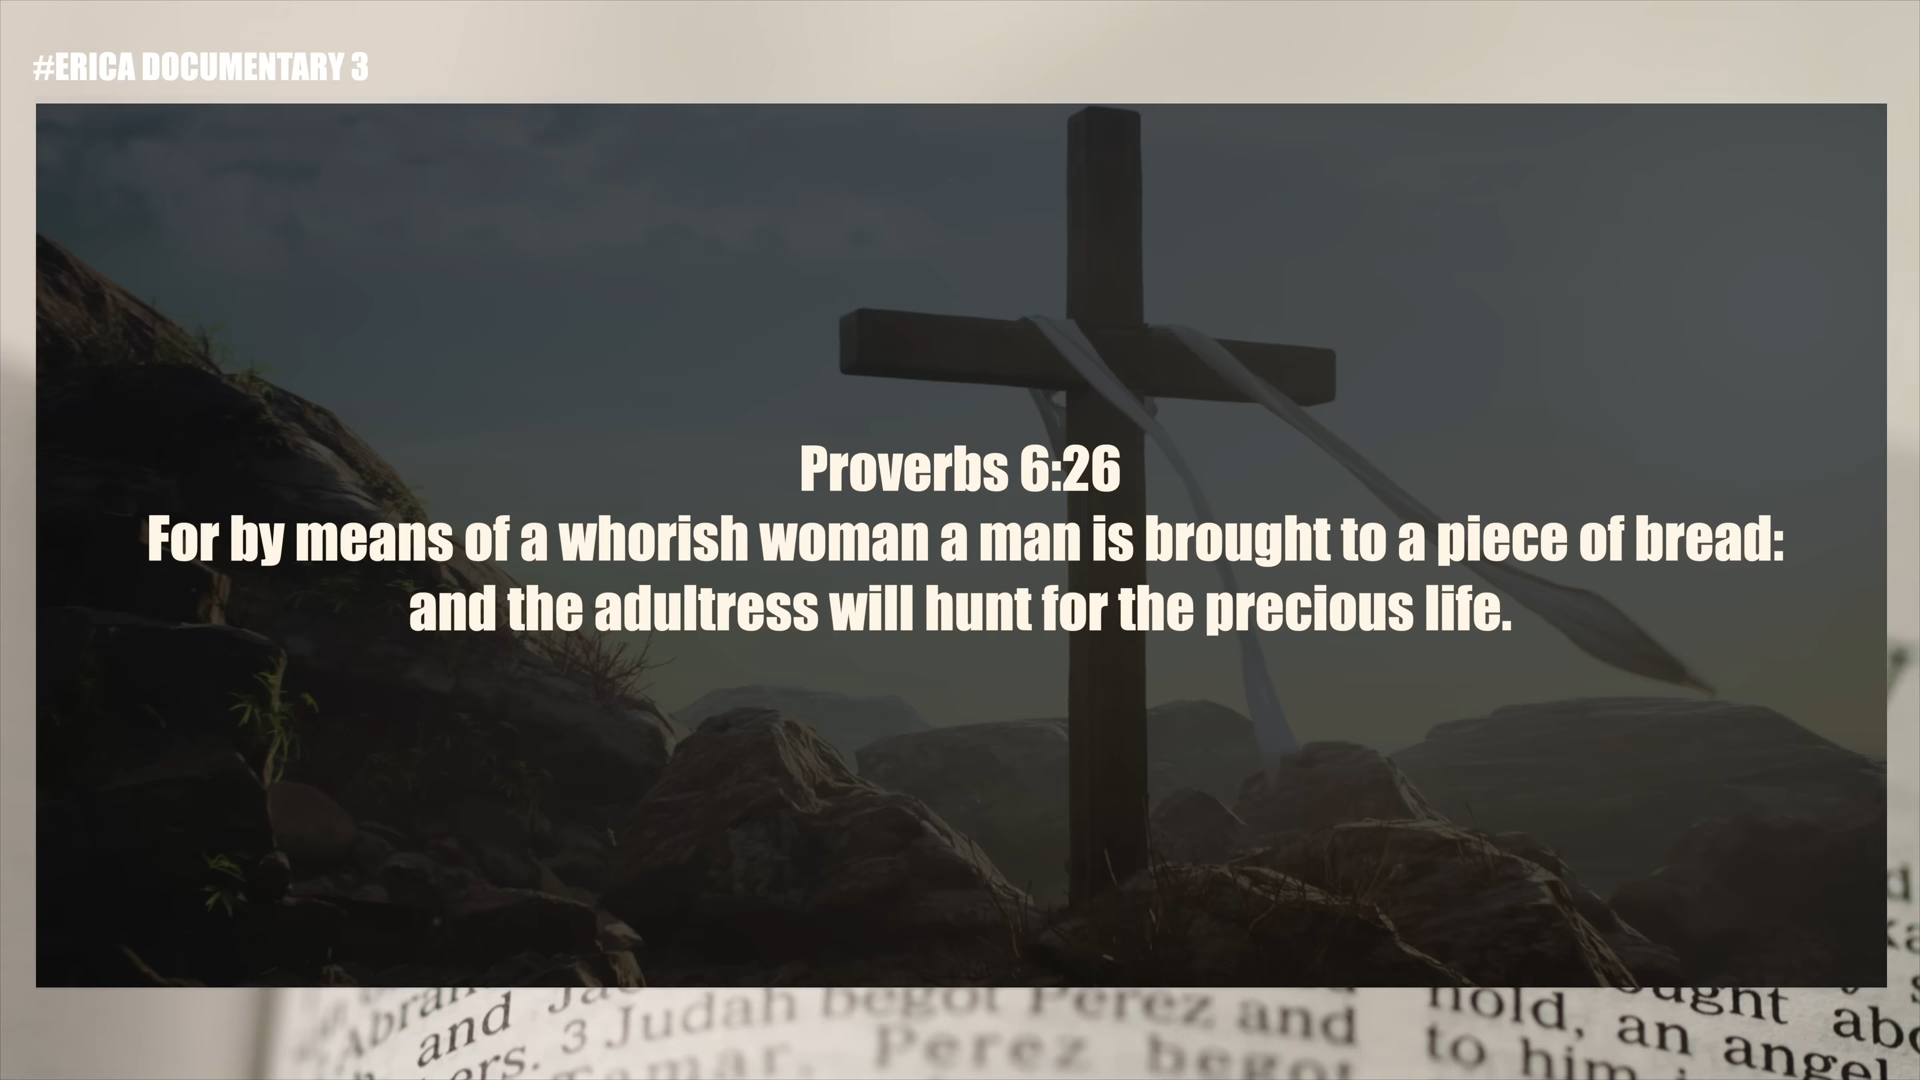 #ERICA DOCUMENTARY 3
Proverbs 6:26
For by means of a whorish woman a man is brought to a piece of bread:
and the adultress will hunt for the precious life.
and
3 Judah begot Perez and
Perez begot
hold, an
to him
an angel